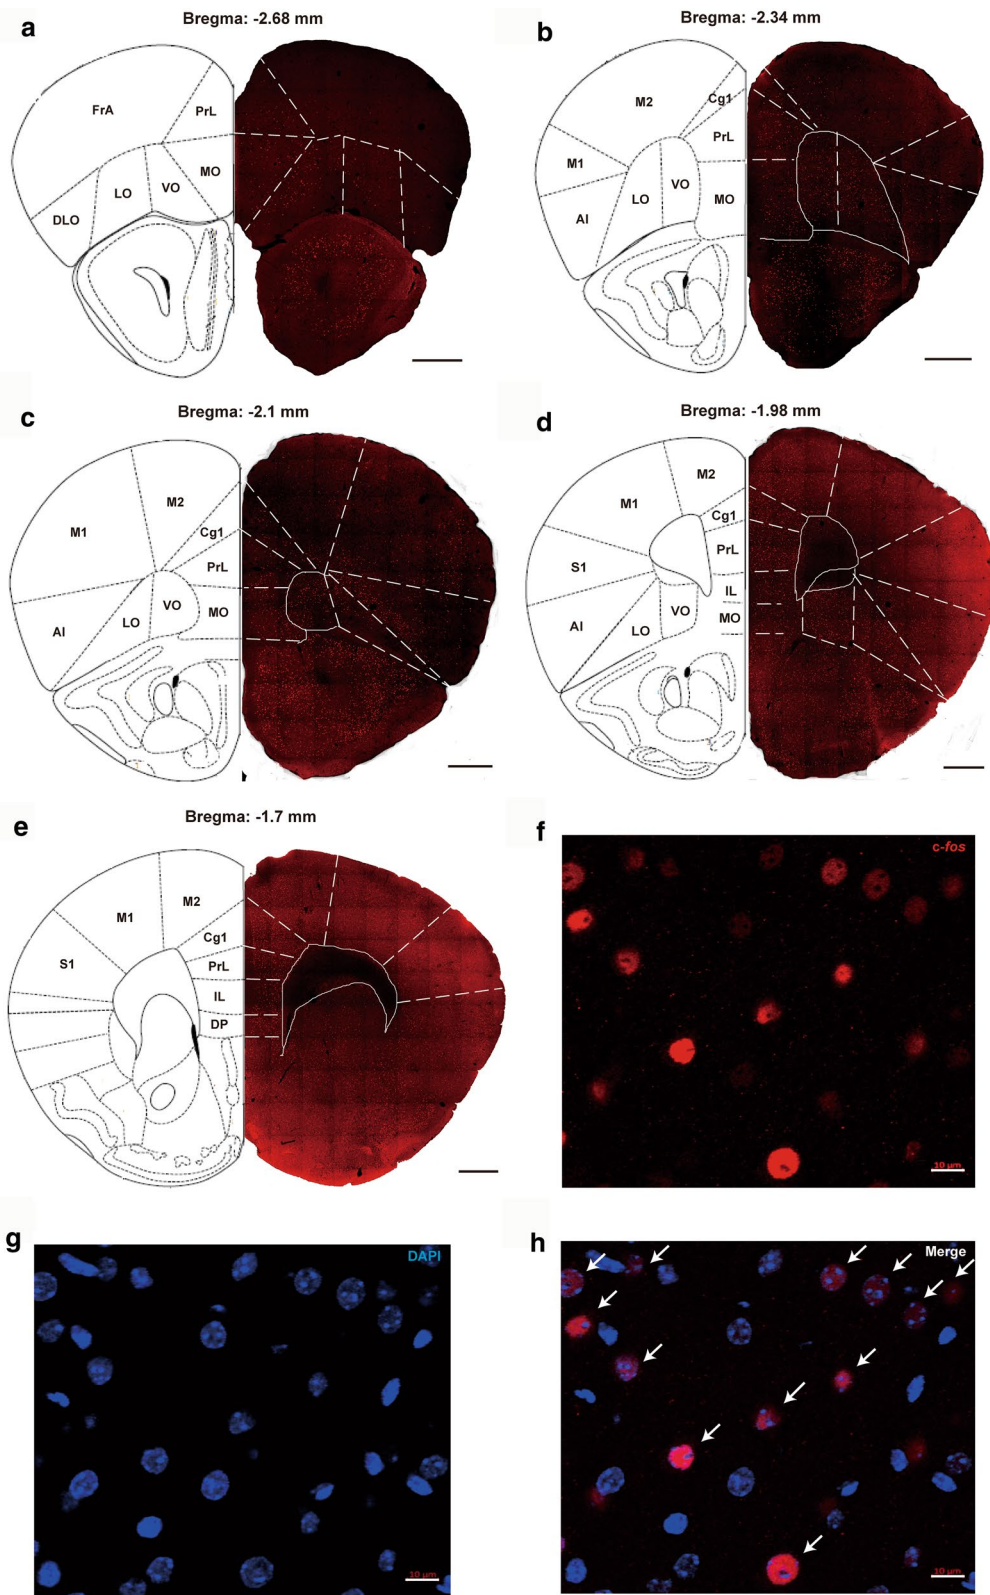 a
Bregma: -2.68 mm
FrA
PrL
MO
VO
LO
DLO
b
Bregma: -2.34 mm
M2
Cg1
PrL
M1
LO
VO
MO
AI
c
Bregma: -2.1 mm
M2
M1
Cg1
PrL
VO
MO
LO
AI
d
Bregma: -1.98 mm
M2
M1
Cg1
PrL
S1
IL
VO
MO
AI
LO
e
Bregma: -1.7 mm
M2
M1
Cg1
S1
PrL
IL
DP
f
c-fos
10 µm
g
DAPI
10 µm
h
Merge
10 µm